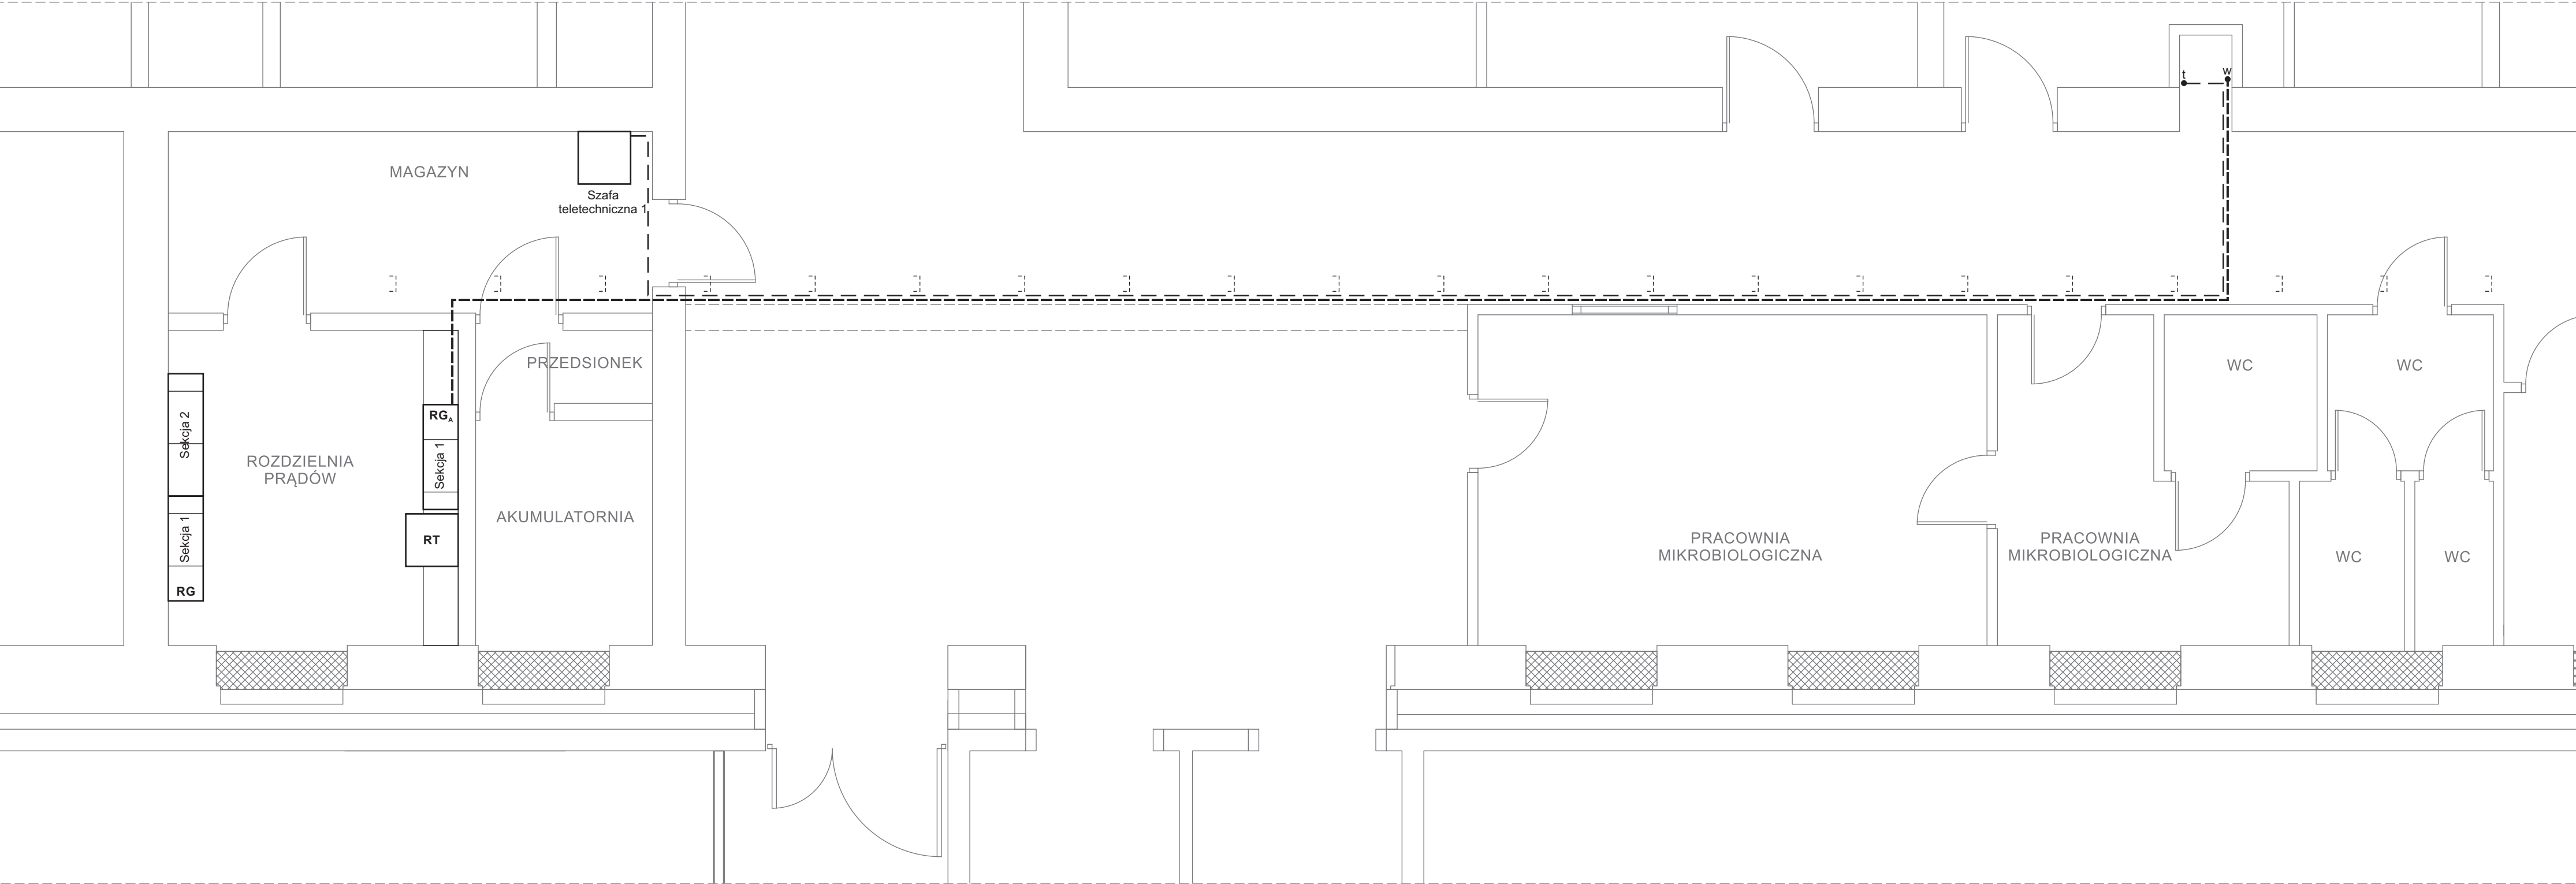 t
w
MAGAZYN
Szafa
teletechniczna 1
PRZEDSIONEK
WC
WC
RGA
Sekcja 2
Sekcja 1
ROZDZIELNIA
PRĄDÓW
AKUMULATORNIA
Sekcja 1
RT
PRACOWNIA
MIKROBIOLOGICZNA
PRACOWNIA
MIKROBIOLOGICZNA
WC
WC
RG